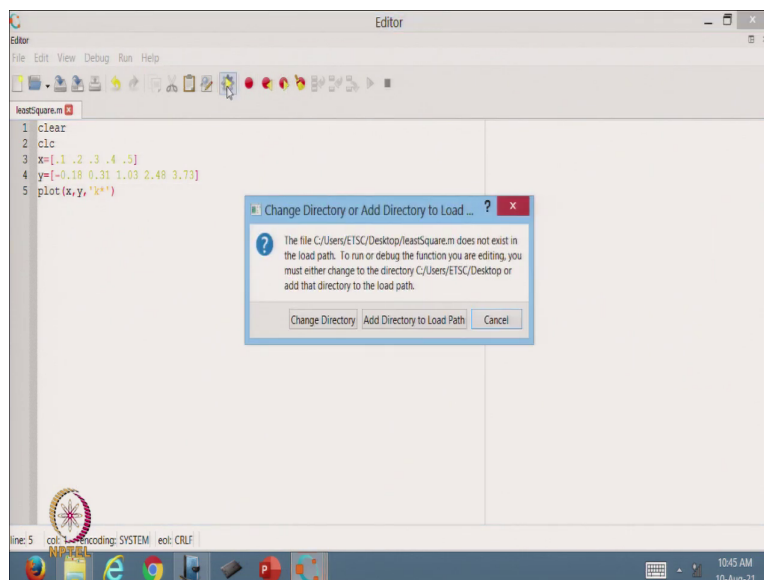 Editor
Editor
File Edit View Debug Run Help
leastSquare.m
1 clear
2 clc
3 x=[.1 .2 .3 .4 .5]
4 y=[-0.18 0.31 1.03 2.48 3.73]
5 plot(x,y,'k*')
Change Directory or Add Directory to Load ... ? x
The file C:/Users/ETSC/Desktop/leastSquare.m does not exist in
the load path. To run or debug the function you are editing, you
must either change to the directory C:/Users/ETSC/Desktop or
add that directory to the load path.
Change Directory Add Directory to Load Path Cancel
line: 5 col: encoding: SYSTEM eol: CRLF
NPTEL
10:45 AM
10-Aug-21